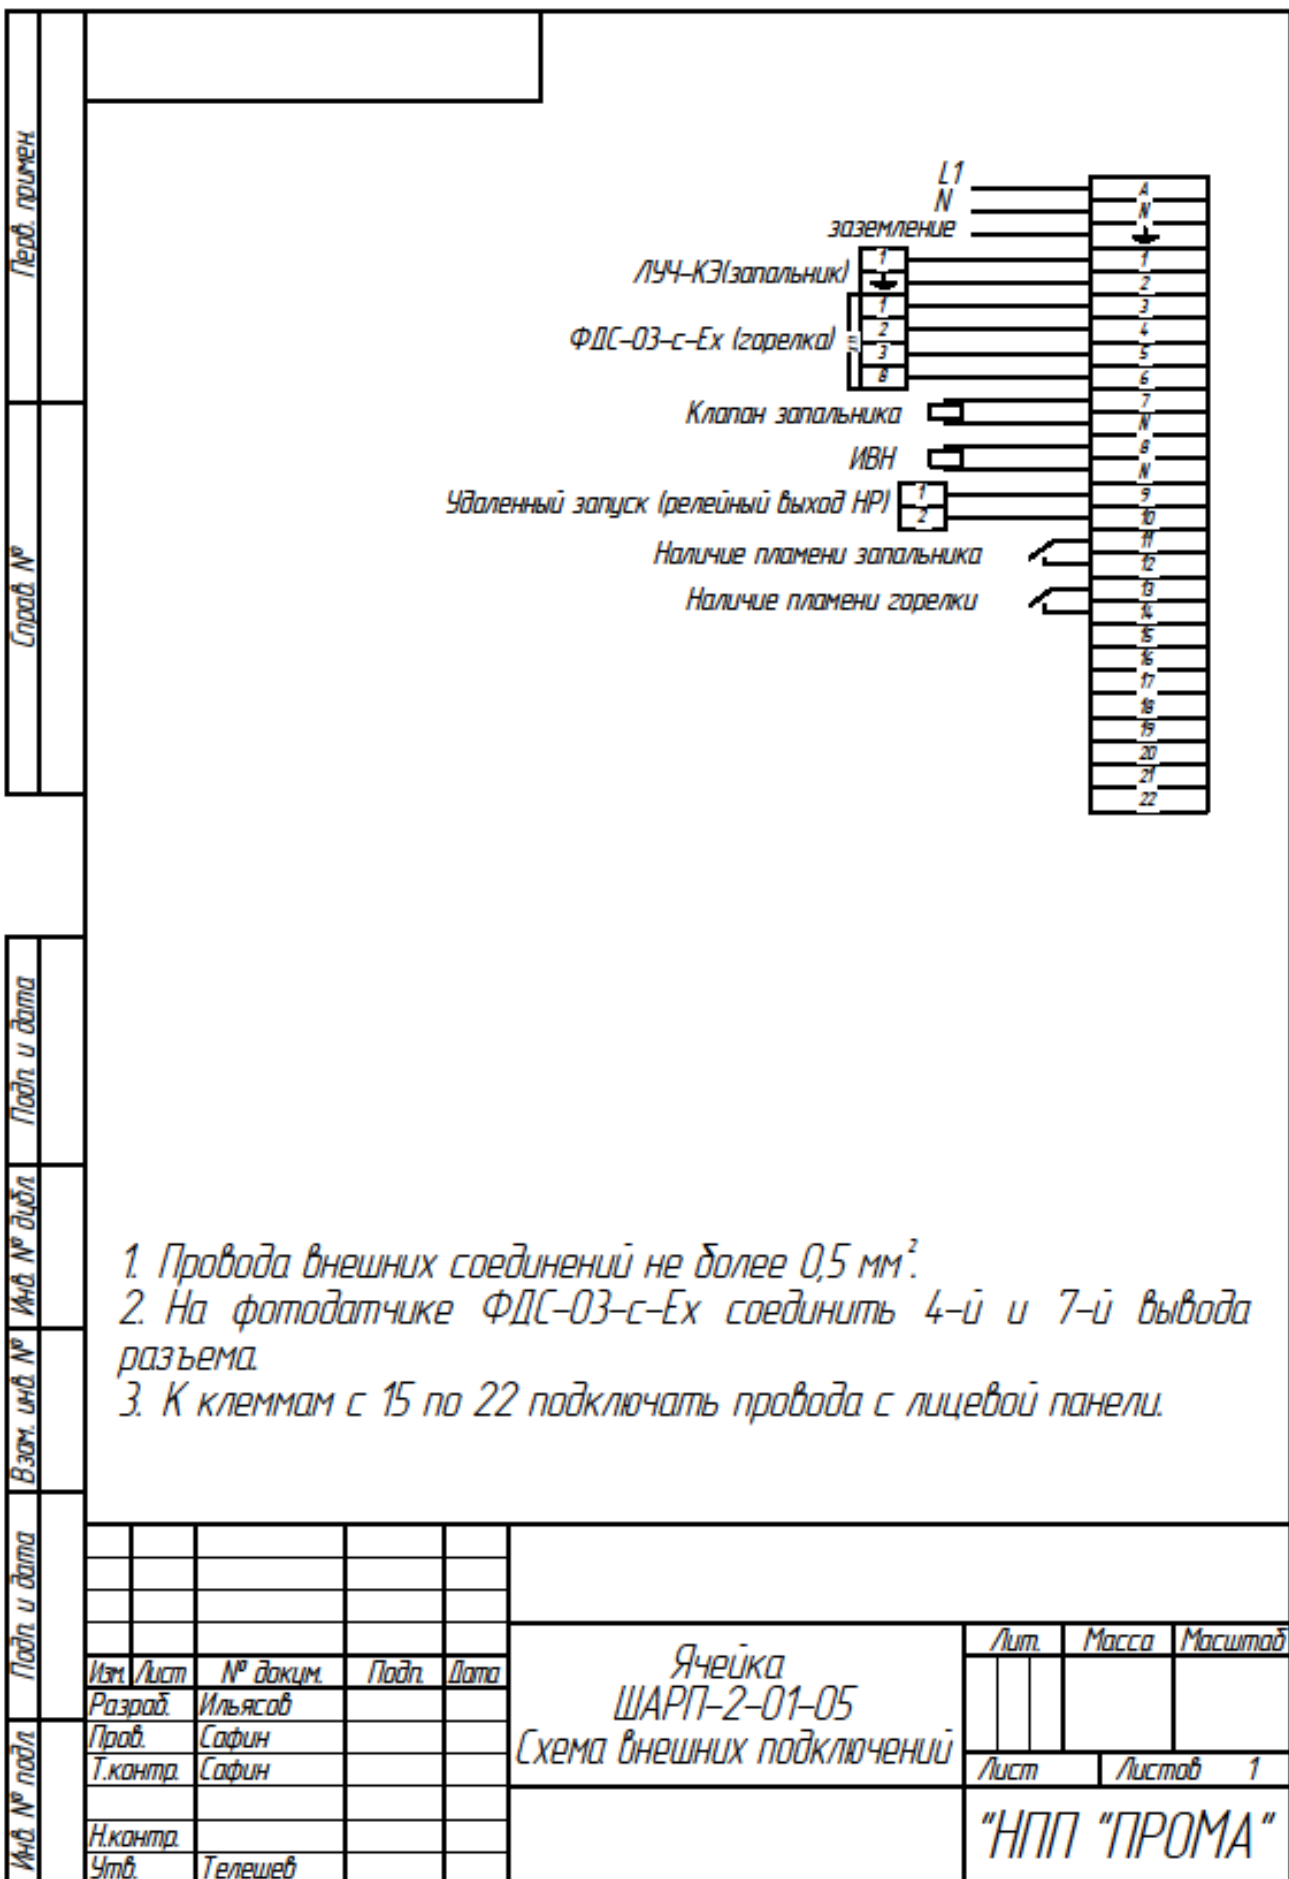 Перв. примен.
Справ. №
Подп. и дата
Инв. № дубл.
Взам. инв. №
Подп. и дата
Инв. № подл.
L1
A
N
N
заземление
ЛУЧ-КЭ(запальник)
1
1
2
ФДС-03-с-Ex (горелка)
1
3
2
4
3
5
8
6
Клапан запальника
7
N
ИВН
8
N
Удаленный запуск (релейный выход НР)
1
9
2
10
Наличие пламени запальника
11
12
Наличие пламени горелки
13
14
15
16
17
18
19
20
21
22
1. Провода внешних соединений не более 0,5 мм².
2. На фотодатчике ФДС-03-с-Ex соединить 4-й и 7-й вывода
разъема.
3. К клеммам с 15 по 22 подключать провода с лицевой панели.
Изм. Лист № докум. Подп. Дата
Разраб. Ильясов
Пров. Сафин
Т.контр. Сафин
Н.контр.
Утв. Телешев
Ячейка
ШАРП-2-01-05
Схема внешних подключений
Лит. Масса Масштаб
Лист Листов 1
"НПП "ПРОМА"